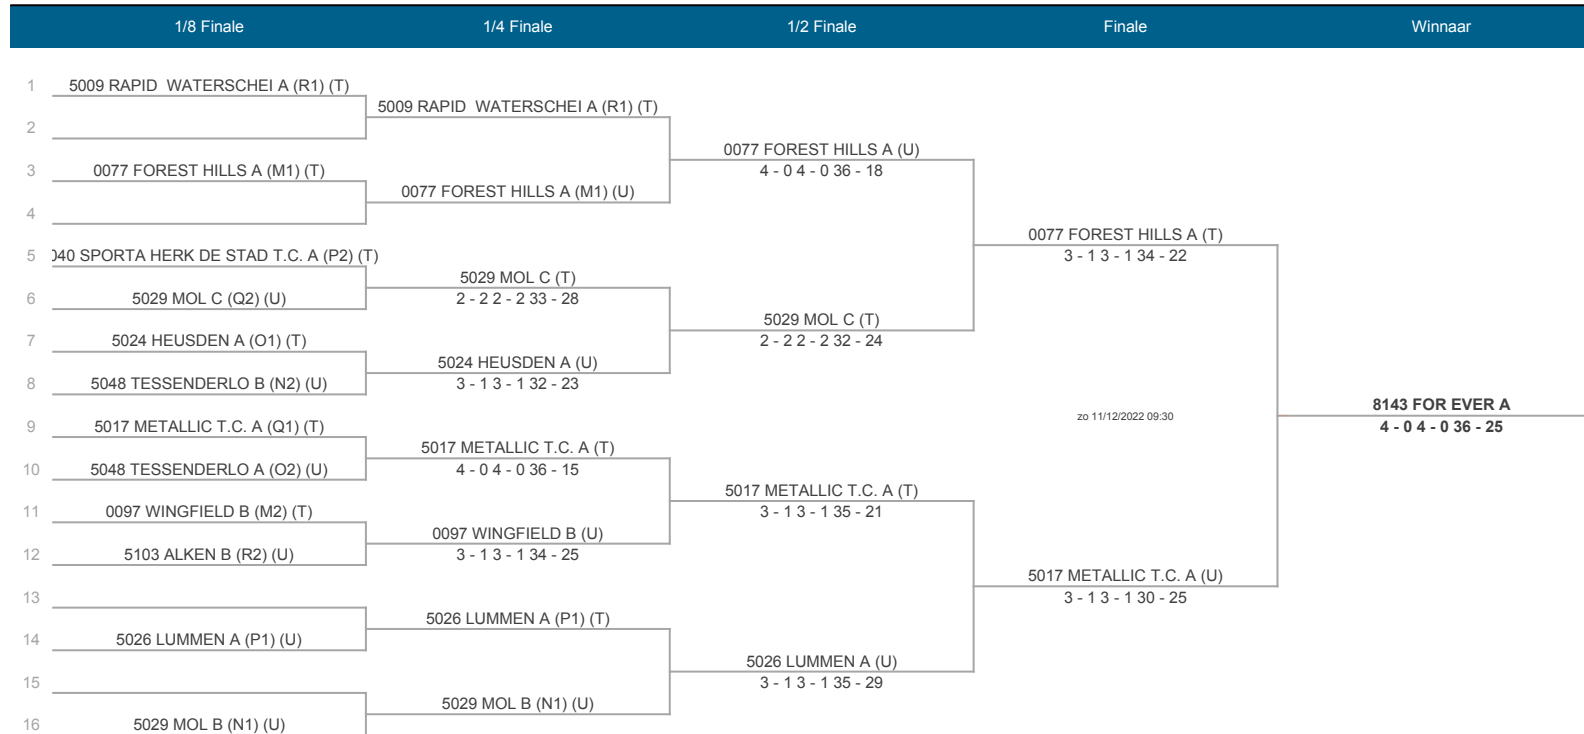 1/8 Finale 1/4 Finale 1/2 Finale Finale Winnaar
1 5009 RAPID WATERSCHEI A (R1) (T)
5009 RAPID WATERSCHEI A (R1) (T)
2
0077 FOREST HILLS A (U)
4 - 0 4 - 0 36 - 18
3 0077 FOREST HILLS A (M1) (T)
0077 FOREST HILLS A (M1) (U)
4
0077 FOREST HILLS A (T)
3 - 1 3 - 1 34 - 22
5 040 SPORTA HERK DE STAD T.C. A (P2) (T)
5029 MOL C (T)
2 - 2 2 - 2 33 - 28
6 5029 MOL C (Q2) (U)
5029 MOL C (T)
2 - 2 2 - 2 32 - 24
7 5024 HEUSDEN A (O1) (T)
5024 HEUSDEN A (U)
3 - 1 3 - 1 32 - 23
8 5048 TESSENDERLO B (N2) (U)
8143 FOR EVER A
4 - 0 4 - 0 36 - 25
zo 11/12/2022 09:30
9 5017 METALLIC T.C. A (Q1) (T)
5017 METALLIC T.C. A (T)
4 - 0 4 - 0 36 - 15
10 5048 TESSENDERLO A (O2) (U)
5017 METALLIC T.C. A (T)
3 - 1 3 - 1 35 - 21
11 0097 WINGFIELD B (M2) (T)
0097 WINGFIELD B (U)
3 - 1 3 - 1 34 - 25
12 5103 ALKEN B (R2) (U)
5017 METALLIC T.C. A (U)
3 - 1 3 - 1 30 - 25
13
5026 LUMMEN A (P1) (T)
14 5026 LUMMEN A (P1) (U)
5026 LUMMEN A (U)
3 - 1 3 - 1 35 - 29
15
5029 MOL B (N1) (U)
16 5029 MOL B (N1) (U)